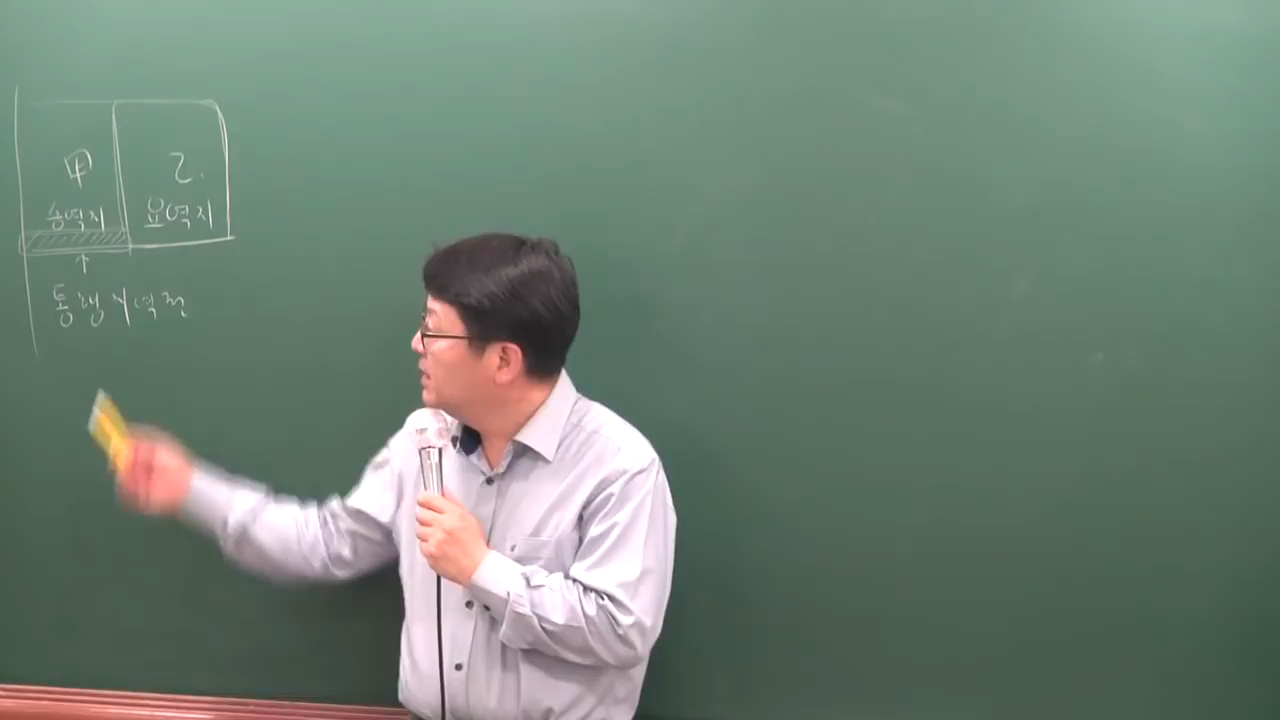 甲 乙.
승역지 요역지
↑
통행지역권